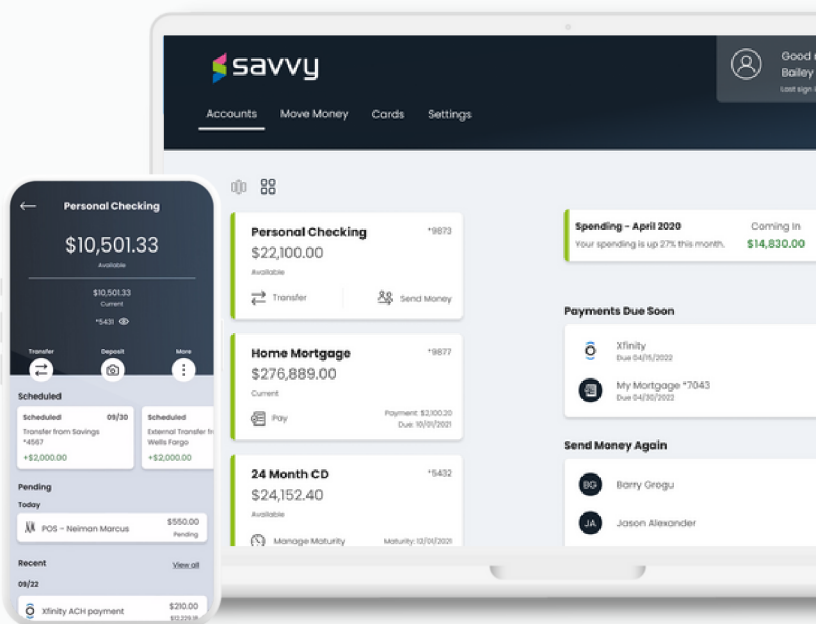 savvy
Good
Bailey
Last sign
Accounts Move Money Cards Settings
Personal Checking *9873
$22,100.00
Available
Transfer Send Money
Home Mortgage *9877
$276,889.00
Current
Pay Payment: $2,100.20
Due: 10/01/2021
24 Month CD *5432
$24,152.40
Available
Manage Maturity Maturity: 12/01/2021
Spending - April 2020 Coming In
Your spending is up 27% this month. $14,830.00
Payments Due Soon
Xfinity
Due 04/15/2022
My Mortgage *7043
Due 04/30/2022
Send Money Again
BG Barry Gregu
JA Jason Alexander
Personal Checking
$10,501.33
Available
$10,501.33
Current
*5431
Transfer Deposit More
Scheduled
Scheduled 09/30
Transfer from Savings
*4567
+$2,000.00
Scheduled
External Transfer
Wells Fargo
+$2,000.00
Pending
Today
POS - Neiman Marcus $550.00
Pending
Recent View all
09/22
Xfinity ACH payment $210.00